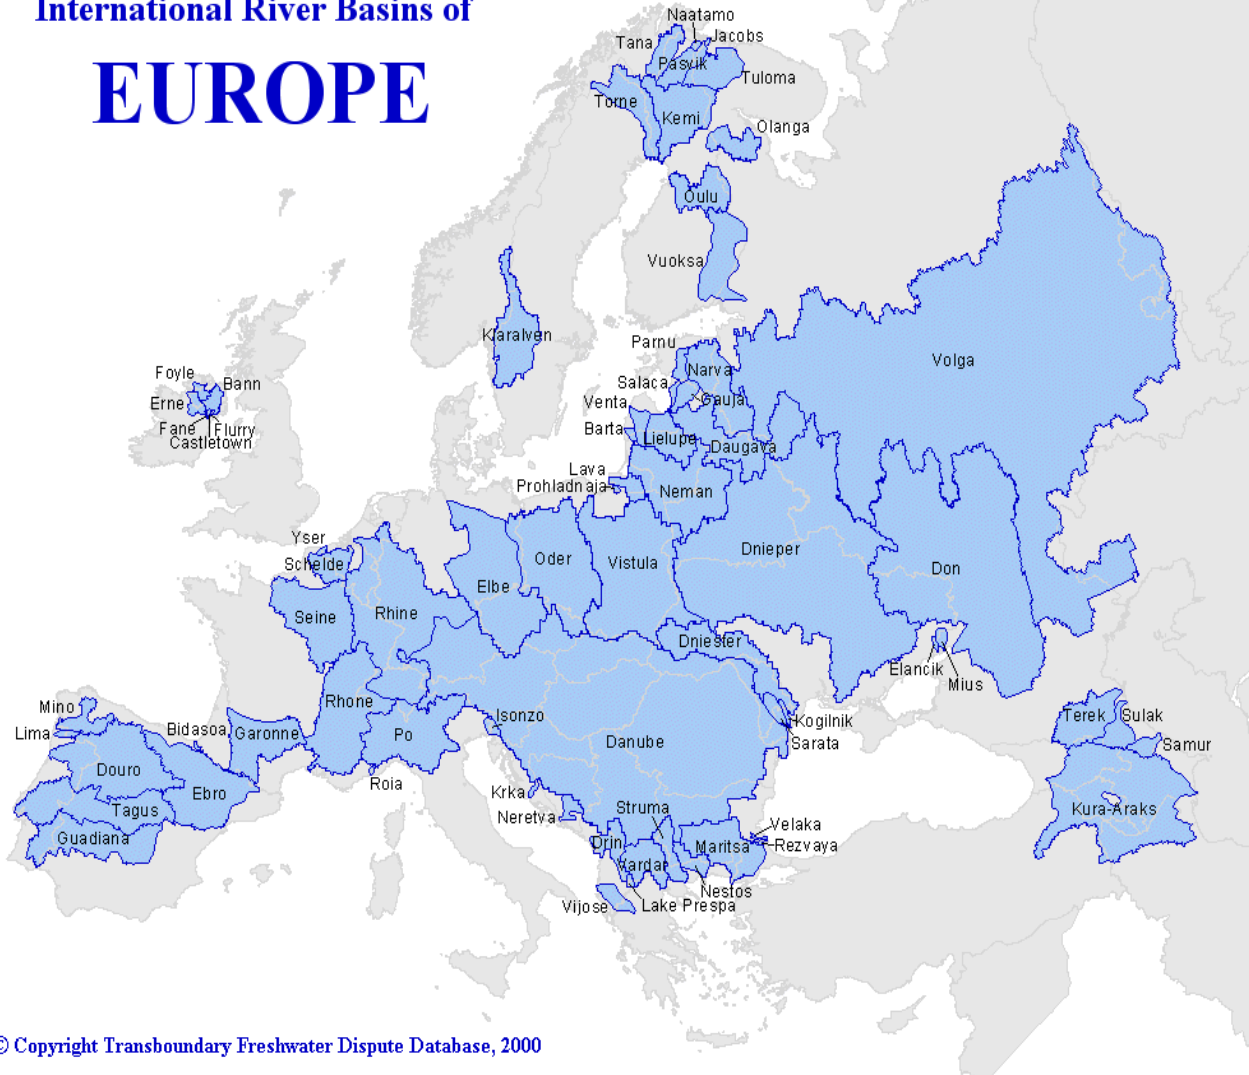 International River Basins of
EUROPE
Naatamo
Tana
Jacobs
Pasvik
Tuloma
Torne
Kemi
Olanga
Oulu
Vuoksa
Klaralven
Parnu
Narva
Volga
Foyle
Bann
Salaca
Erne
Venta
Gauja
Fane
Flurry
Barta
Castletown
Lielupe
Daugava
Lava
Prohladnaja
Neman
Yser
Schelde
Oder
Vistula
Dnieper
Don
Elbe
Seine
Rhine
Dniester
Elancik
Mius
Rhone
Mino
Lima
Bidasoa
Garonne
Isonzo
Po
Danube
Kogilnik
Sarata
Terek
Sulak
Samur
Douro
Roia
Ebro
Krka
Tagus
Neretva
Struma
Kura-Araks
Guadiana
Drin
Maritsa
Velaka
Rezvaya
Vardar
Nestos
Vijose
Lake Prespa
© Copyright Transboundary Freshwater Dispute Database, 2000